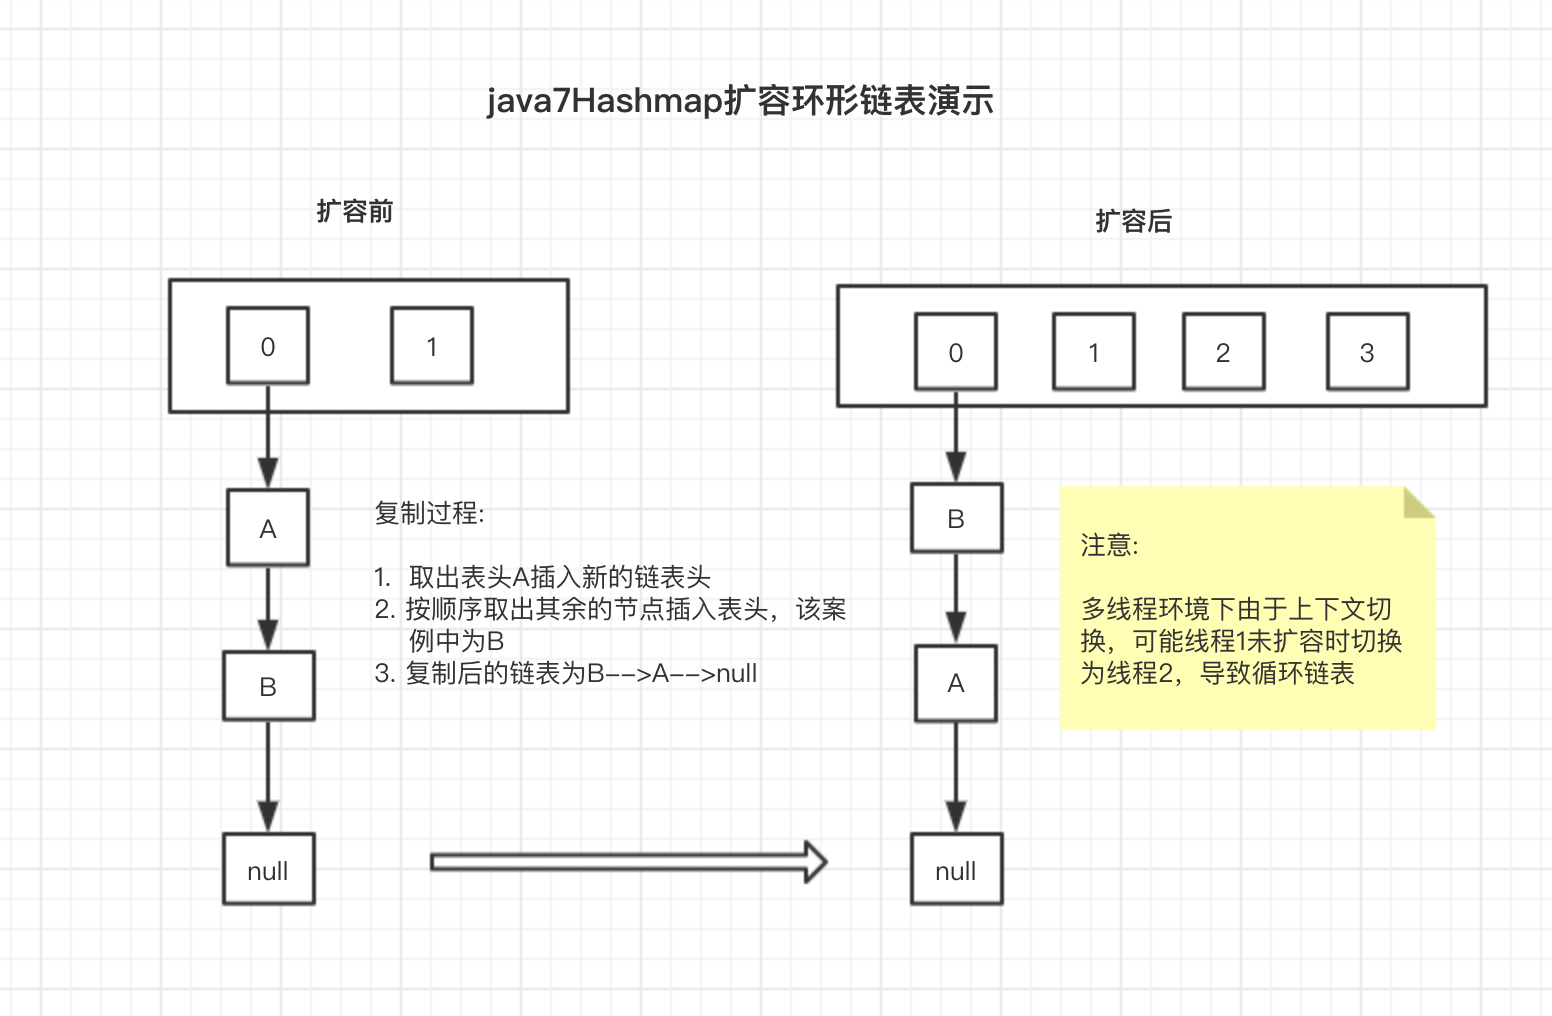 java7Hashmap扩容环形链表演示
扩容前
扩容后
0
1
0
1
2
3
A
B
null
复制过程:
1. 取出表头A插入新的链表头
2. 按顺序取出其余的节点插入表头，该案
例中为B
3. 复制后的链表为B-->A-->null
B
A
null
注意:
多线程环境下由于上下文切
换，可能线程1未扩容时切换
为线程2，导致循环链表